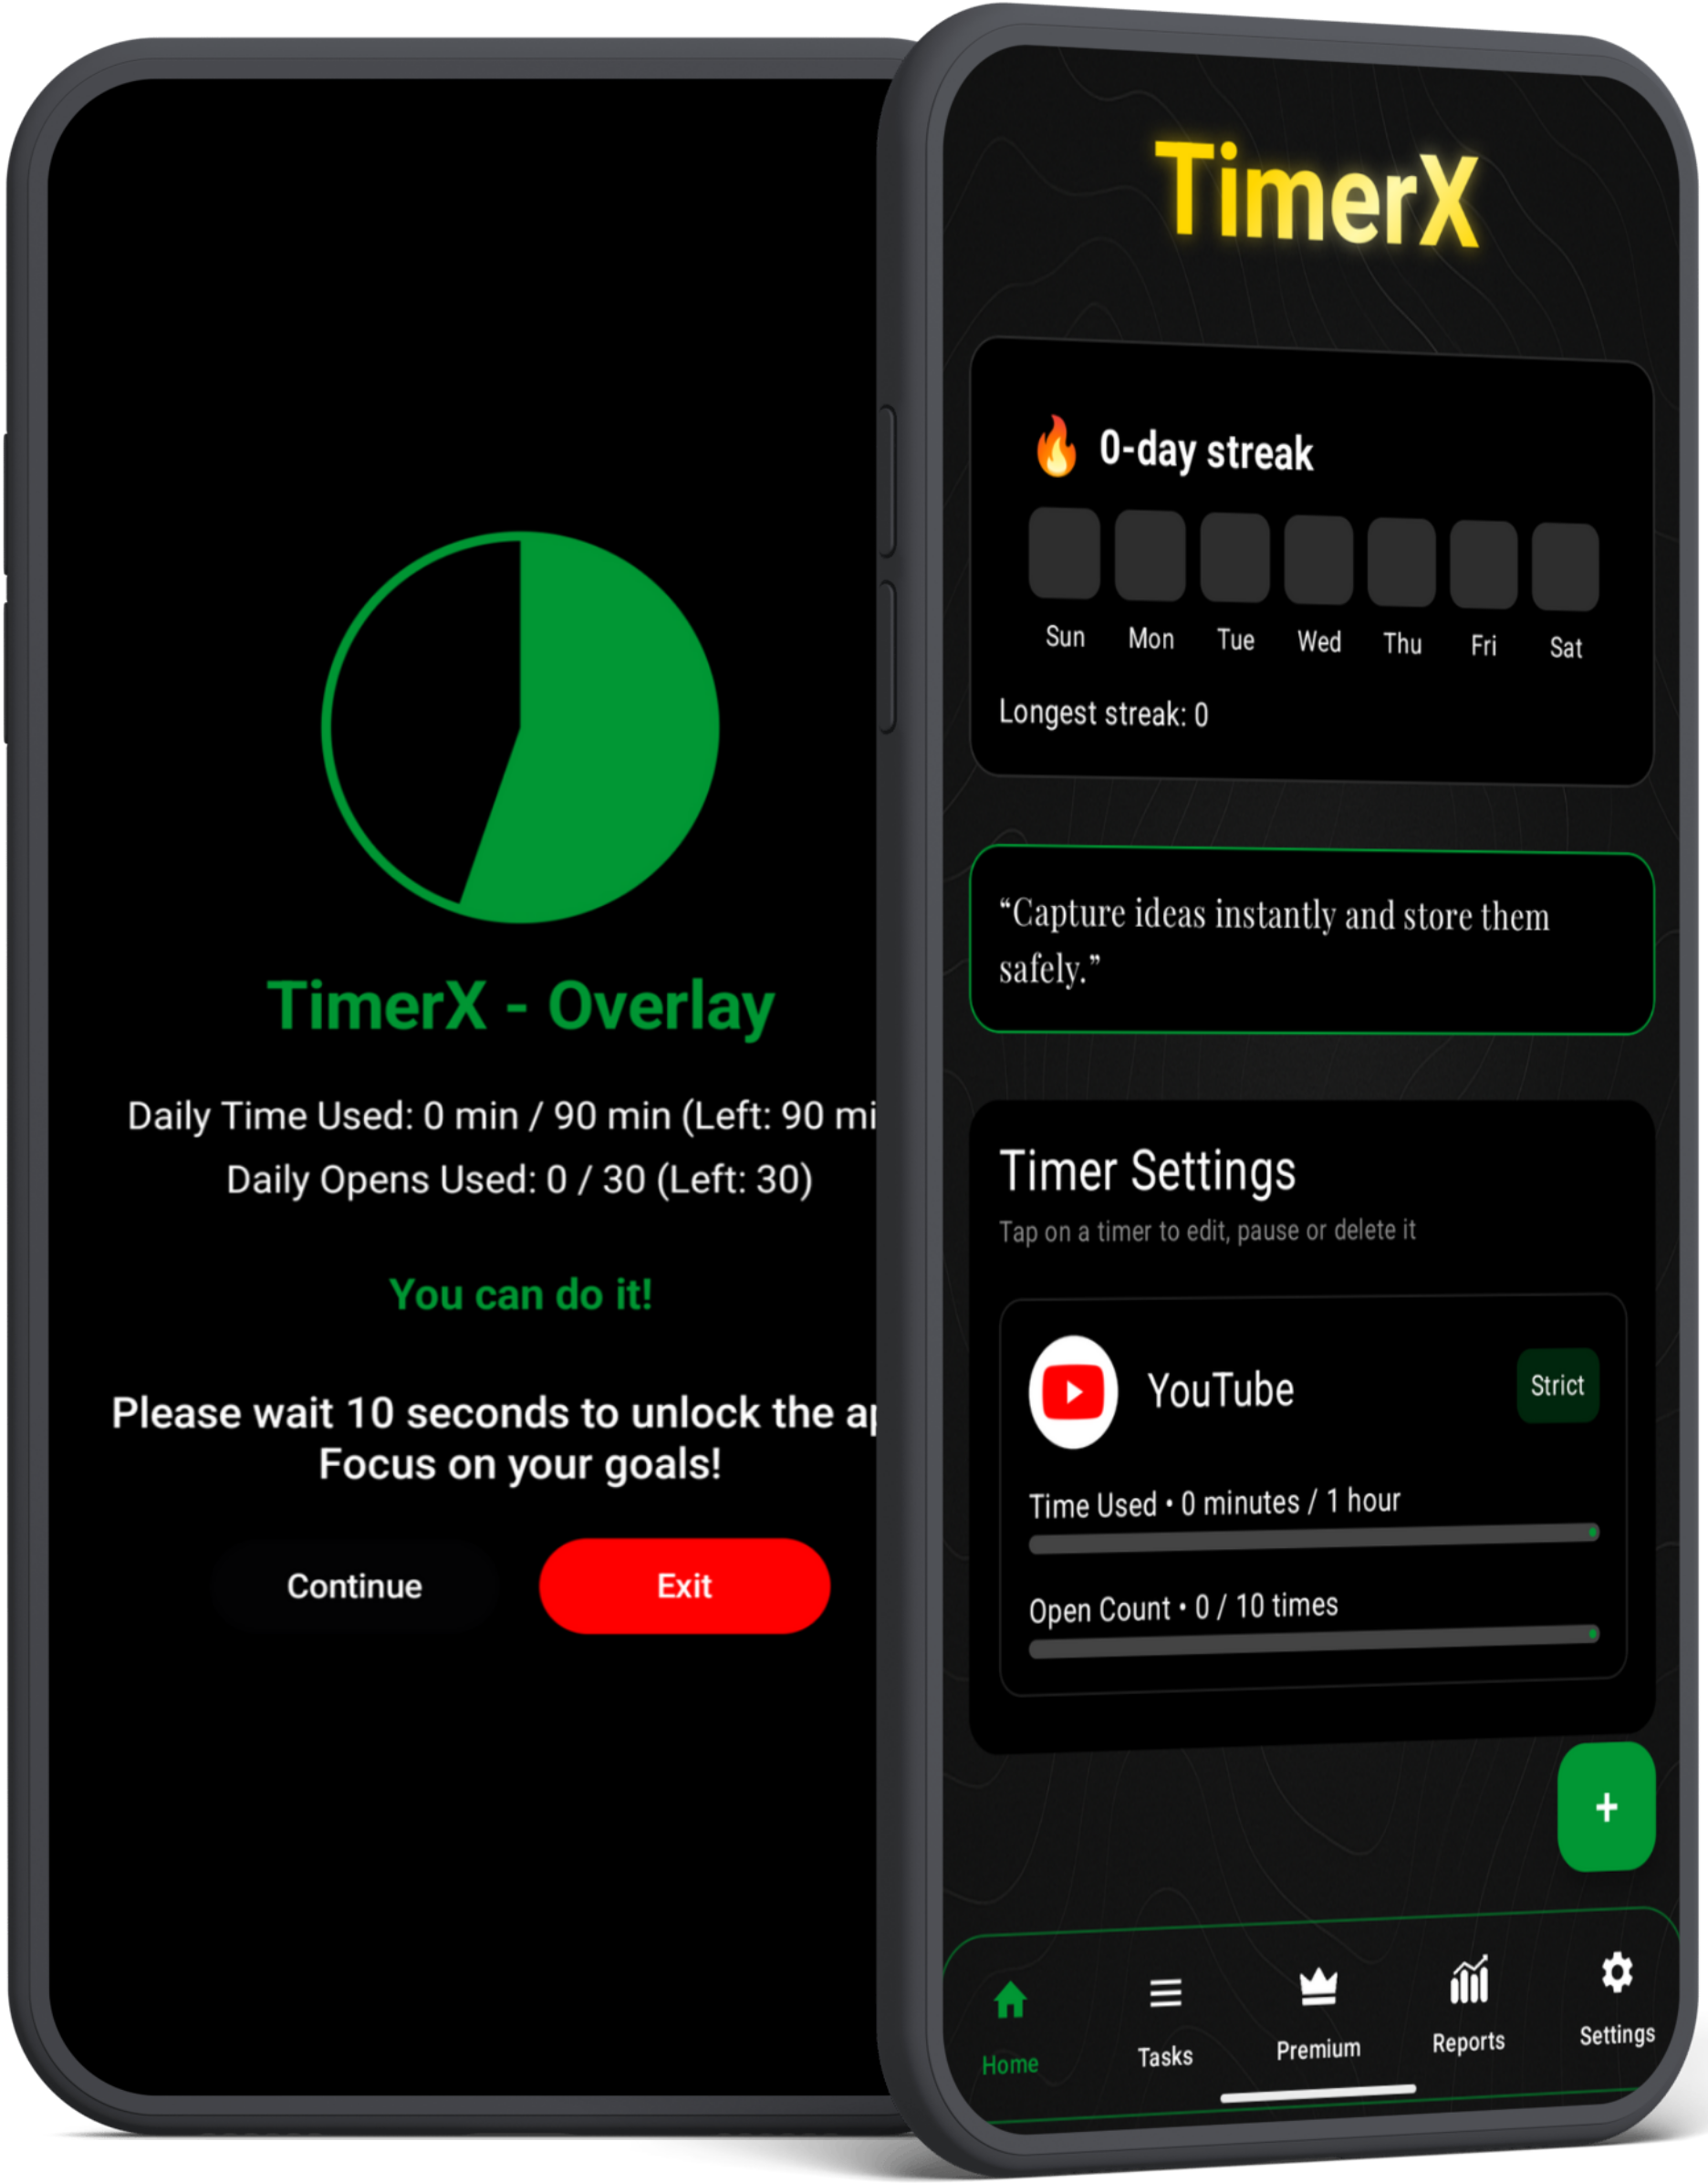 TimerX - Overlay
Daily Time Used: 0 min / 90 min (Left: 90 mi
Daily Opens Used: 0 / 30 (Left: 30)
You can do it!
Please wait 10 seconds to unlock the ap
Focus on your goals!
Continue
Exit
TimerX
0-day streak
Sun Mon Tue Wed Thu Fri Sat
Longest streak: 0
“Capture ideas instantly and store them
safely.”
Timer Settings
Tap on a timer to edit, pause or delete it
YouTube
Strict
Time Used • 0 minutes / 1 hour
Open Count • 0 / 10 times
+
Home Tasks Premium Reports Settings